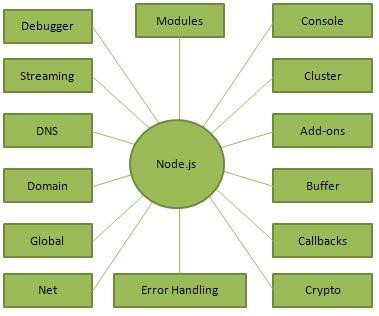 Debugger
Modules
Console
Streaming
Cluster
DNS
Add-ons
Node.js
Domain
Buffer
Global
Callbacks
Net
Error Handling
Crypto